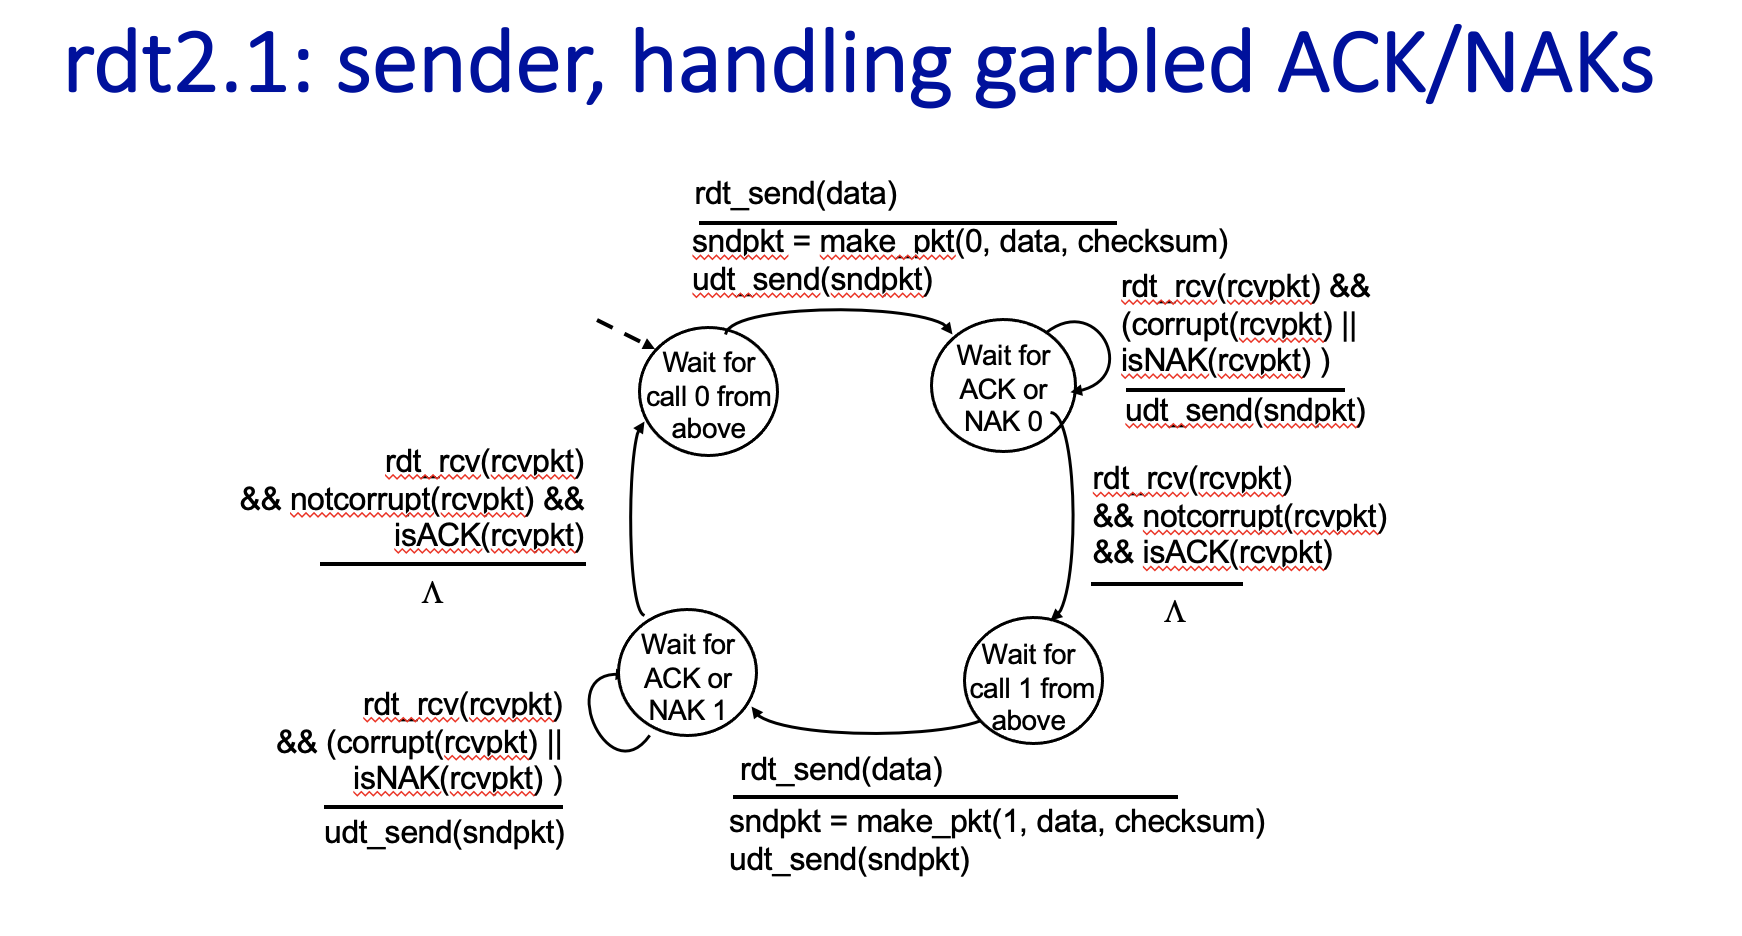 rdt2.1: sender, handling garbled ACK/NAKs
rdt_send(data)
sndpkt = make_pkt(0, data, checksum)
udt_send(sndpkt)
rdt_rcv(rcvpkt) &&
(corrupt(rcvpkt) ||
isNAK(rcvpkt) )
udt_send(sndpkt)
Wait for
call 0 from
above
Wait for
ACK or
NAK 0
rdt_rcv(rcvpkt)
&& notcorrupt(rcvpkt) &&
isACK(rcvpkt)
Λ
rdt_rcv(rcvpkt)
&& notcorrupt(rcvpkt)
&& isACK(rcvpkt)
Λ
Wait for
ACK or
NAK 1
Wait for
call 1 from
above
rdt_rcv(rcvpkt)
&& (corrupt(rcvpkt) ||
isNAK(rcvpkt) )
udt_send(sndpkt)
rdt_send(data)
sndpkt = make_pkt(1, data, checksum)
udt_send(sndpkt)